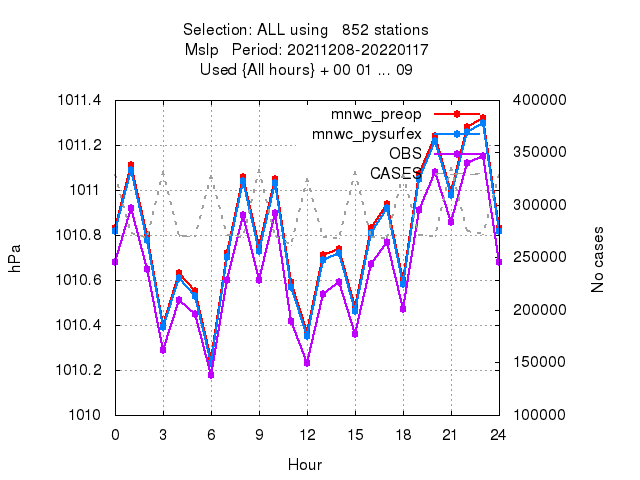 Selection: ALL using   852 stations
Mslp   Period: 20211208-20220117
Used {All hours} + 00 01 ... 09
mnwc_preop
mnwc_pysurfex
OBS
CASES
1011.4
1011.2
1011
1010.8
1010.6
1010.4
1010.2
1010
hPa
400000
350000
300000
250000
200000
150000
100000
No cases
0 3 6 9 12 15 18 21 24
Hour